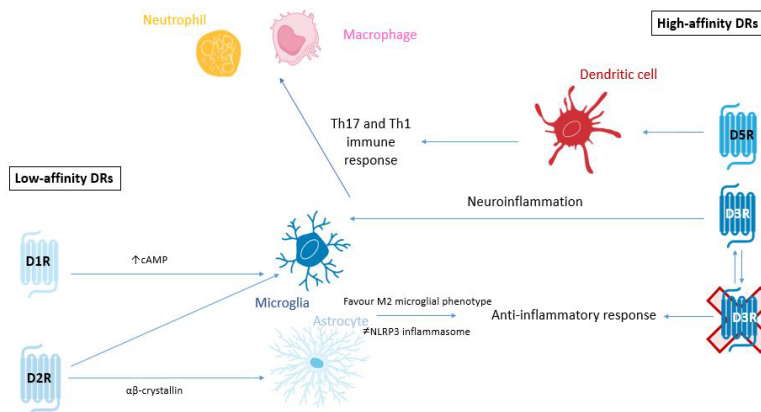 Neutrophil
Macrophage
High-affinity DRs
Dendritic cell
Th17 and Th1
immune
response
D5R
Low-affinity DRs
Neuroinflammation
D3R
D1R
↑cAMP
Microglia
Favour M2 microglial phenotype
Astrocyte
≠NLRP3 inflammasome
Anti-inflammatory response
D3R
D2R
αβ-crystallin